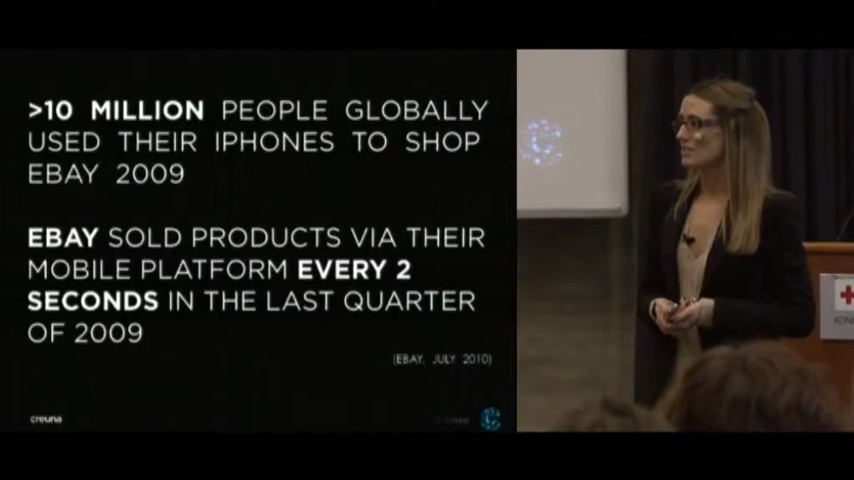 >10 MILLION PEOPLE GLOBALLY
USED THEIR IPHONES TO SHOP
EBAY 2009
EBAY SOLD PRODUCTS VIA THEIR
MOBILE PLATFORM EVERY 2
SECONDS IN THE LAST QUARTER
OF 2009
(EBAY, JULY 2010)
creuna